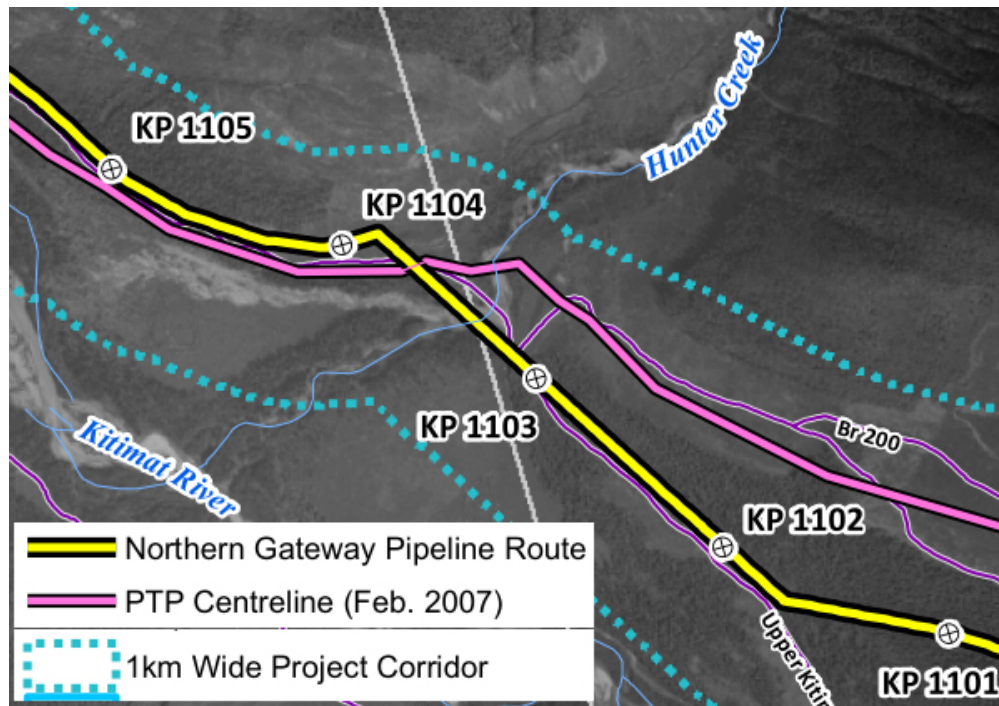 Hunter Creek
KP 1105
KP 1104
KP 1103
Br 200
Kitimat River
KP 1102
Northern Gateway Pipeline Route
PTP Centreline (Feb. 2007)
1km Wide Project Corridor
Upper Kitim
KP 1101